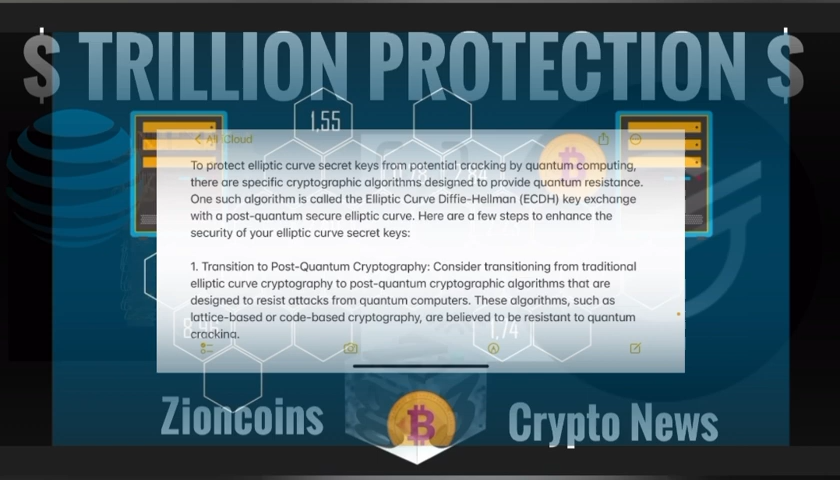 $ TRILLION PROTECTION $
1,55
All iCloud
To protect elliptic curve secret keys from potential cracking by quantum computing,
there are specific cryptographic algorithms designed to provide quantum resistance.
One such algorithm is called the Elliptic Curve Diffie-Hellman (ECDH) key exchange
with a post-quantum secure elliptic curve. Here are a few steps to enhance the
security of your elliptic curve secret keys:
1. Transition to Post-Quantum Cryptography: Consider transitioning from traditional
elliptic curve cryptography to post-quantum cryptographic algorithms that are
designed to resist attacks from quantum computers. These algorithms, such as
lattice-based or code-based cryptography, are believed to be resistant to quantum
cracking.
1.74
Zioncoins
Crypto News